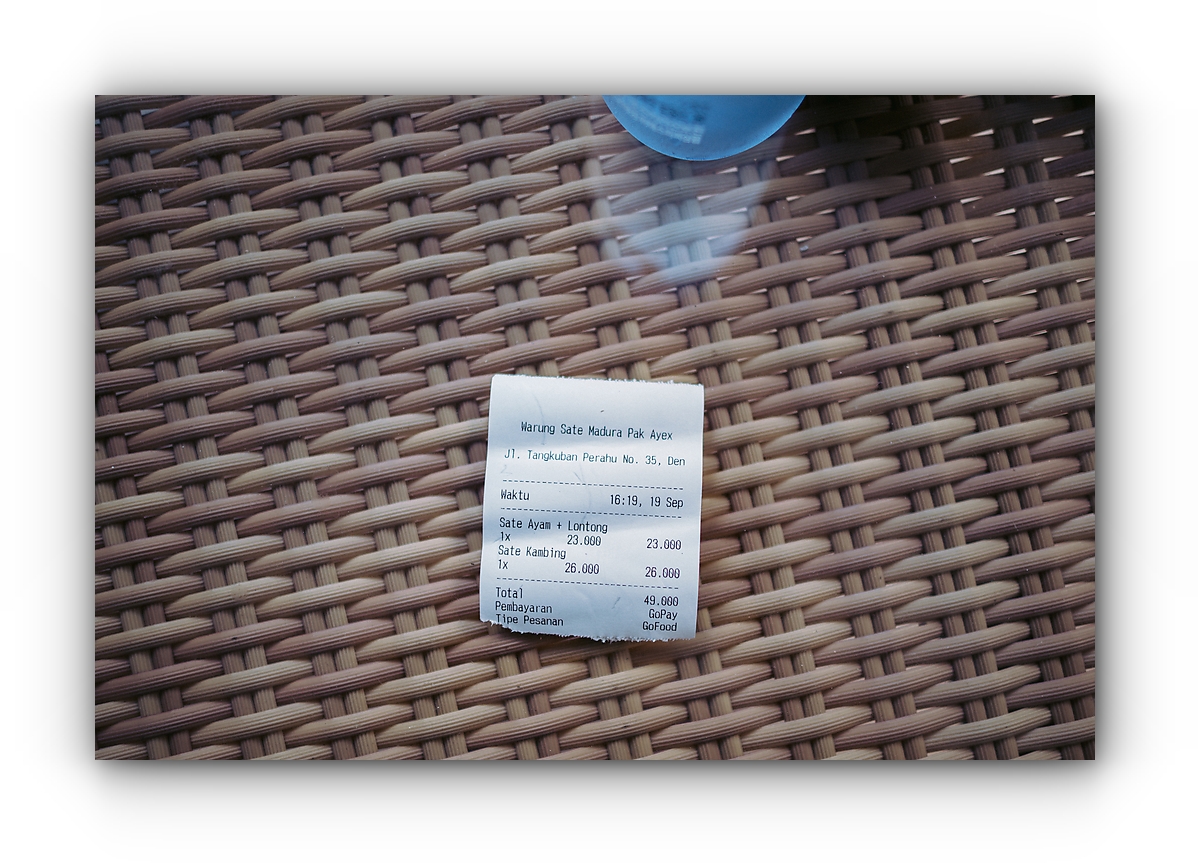 Warung Sate Madura Pak Ayex
Jl. Tangkuban Perahu No. 35, Den
Waktu 16:19, 19 Sep
Sate Ayam + Lontong
1x 23.000 23.000
Sate Kambing
1x 26.000 26.000
Total 49.000
Pembayaran GoPay
Tipe Pesanan GoFood